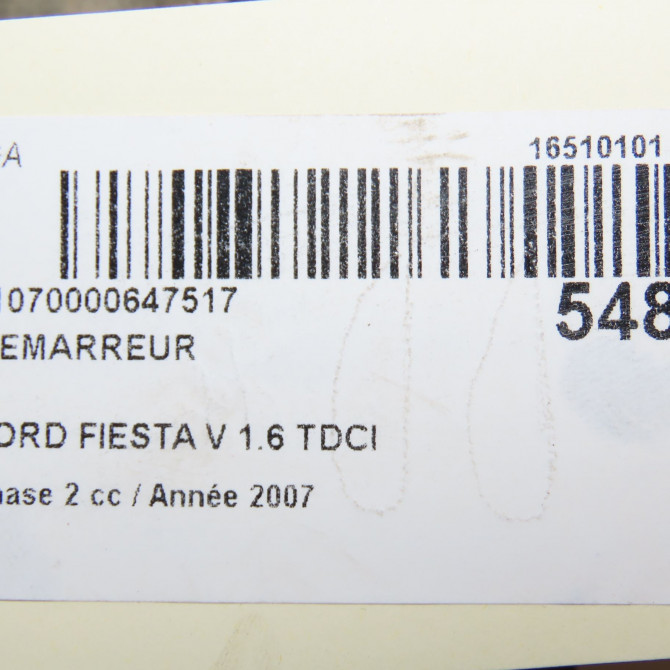 A 16510101
1070000647517 548
EMARREUR
ORD FIESTA V 1.6 TDCI
hase 2 cc / Année 2007